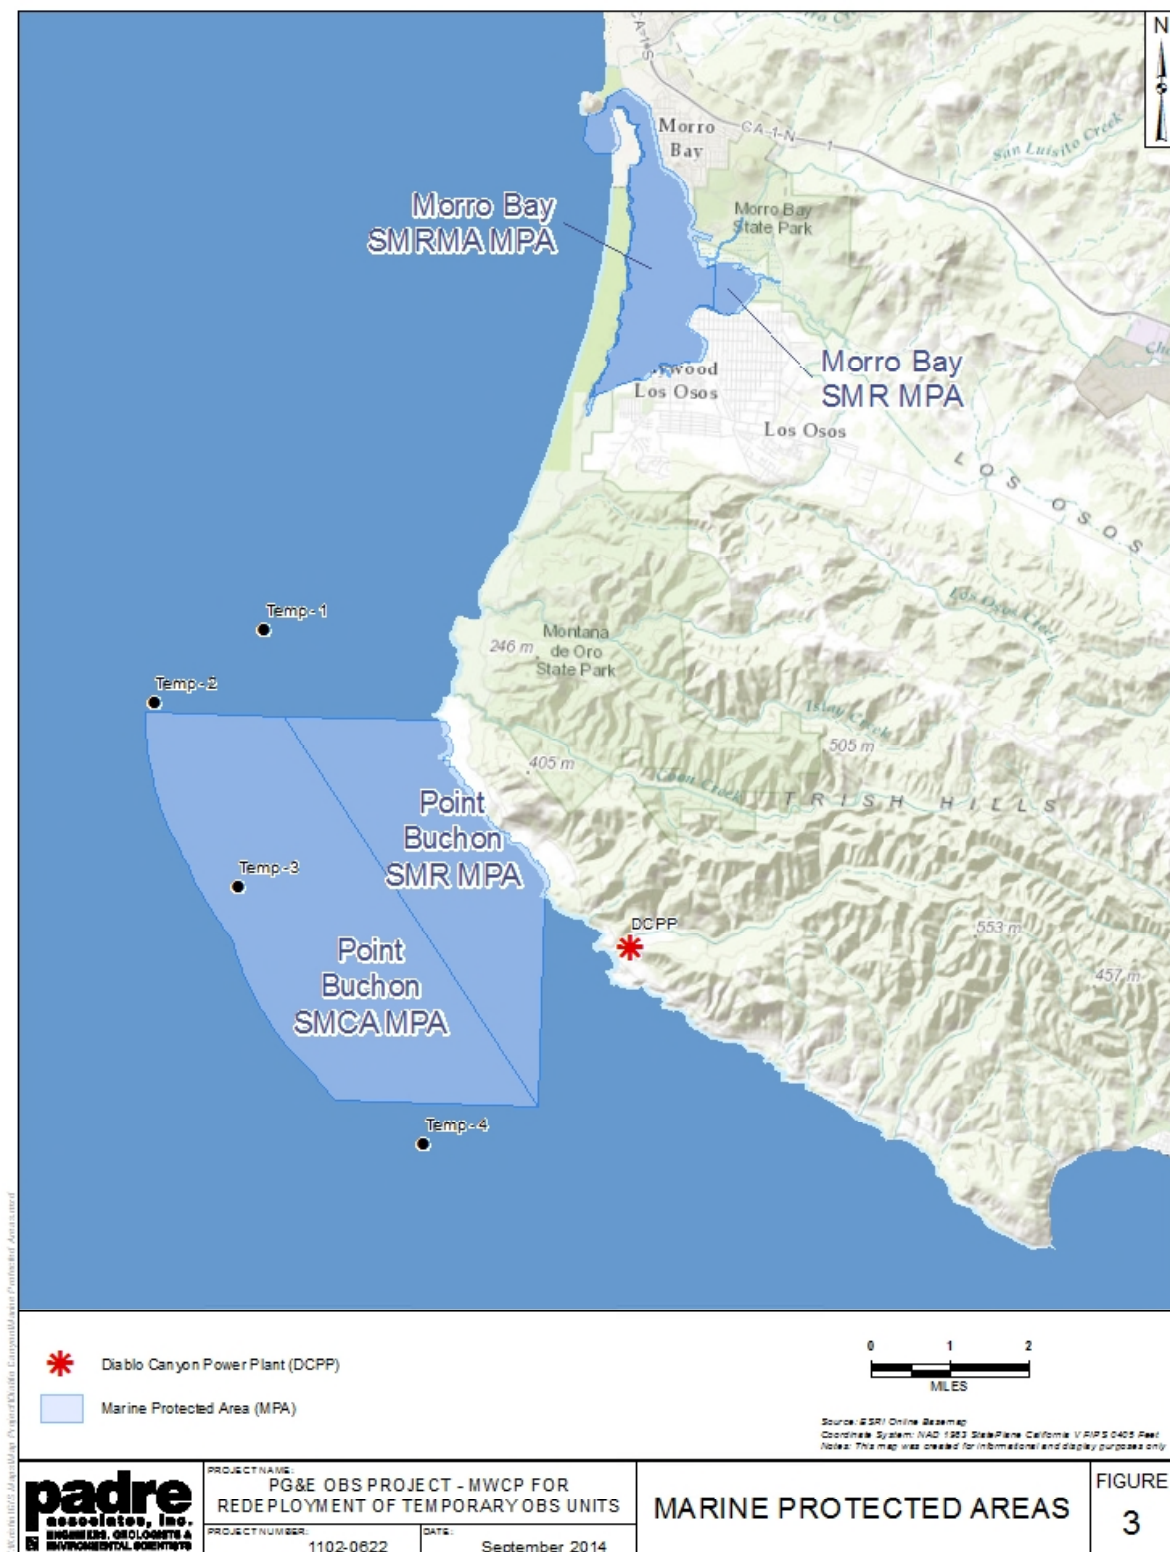 N
CA-1-S
Morro
Bay
CA-1-N
1
San Luisito Creek
Morro Bay
SMRMA MPA
Morro Bay
State Park
Morro Bay
SMR MPA
Los Osos
Los Osos
LOS OSOS
Los Osos Creek
Temp-1
Montana
de Oro
State Park
246 m
Temp-2
Islay Creek
505 m
405 m
Coon Creek
IRISH HILLS
Point
Buchon
SMR MPA
Temp-3
DCPP
553 m
Point
Buchon
SMCA MPA
457 m
Temp-4
Diablo Canyon Power Plant (DCPP)
Marine Protected Area (MPA)
0 1 2
MILES
Source: ESRI Online Basemap
Coordinate System: NAD 1983 StatePlane California V FIPS 0405 Feet
Notes: This map was created for informational and display purposes only
padre
associates, inc.
ENGINEERS, GEOLOGISTS &
ENVIRONMENTAL SCIENTISTS
PROJECT NAME:
PG&E OBS PROJECT - MWCP FOR
REDEPLOYMENT OF TEMPORARY OBS UNITS
PROJECT NUMBER:
1102-0622
DATE:
September 2014
MARINE PROTECTED AREAS
FIGURE
3